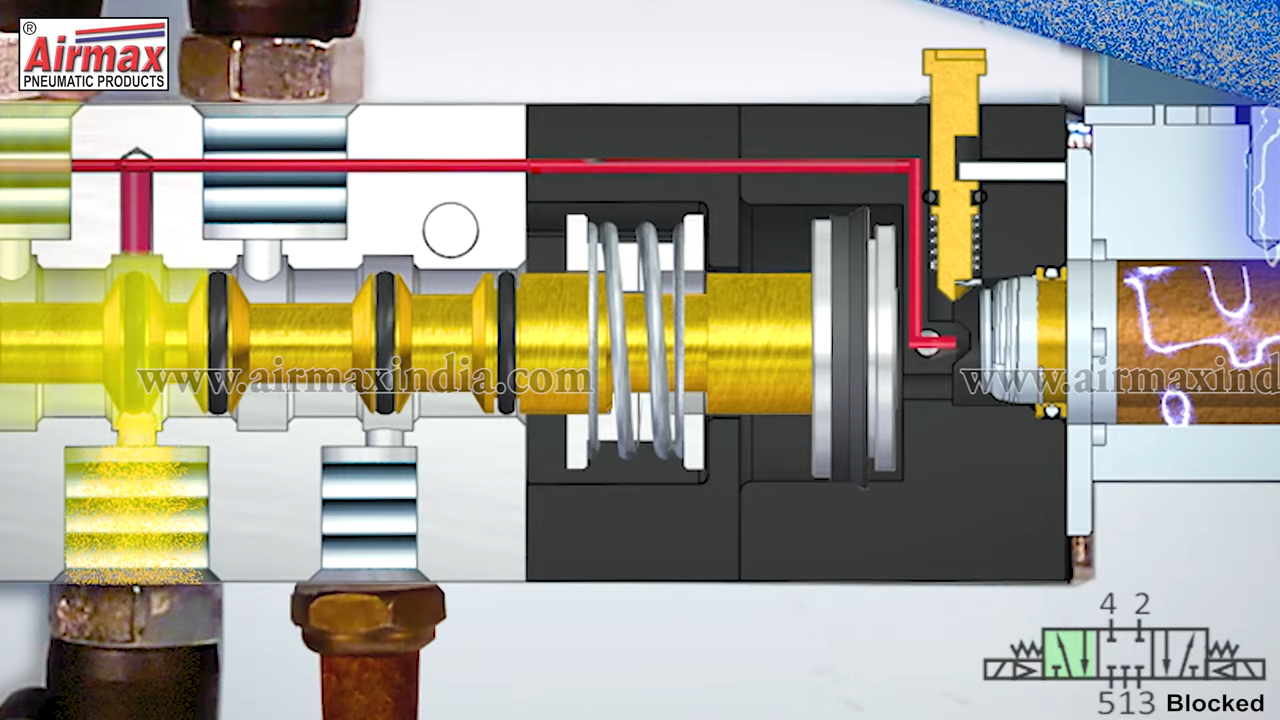 ®
Airmax
PNEUMATIC PRODUCTS
www.airmaxindia.com
www.airmaxind
4 2
513 Blocked